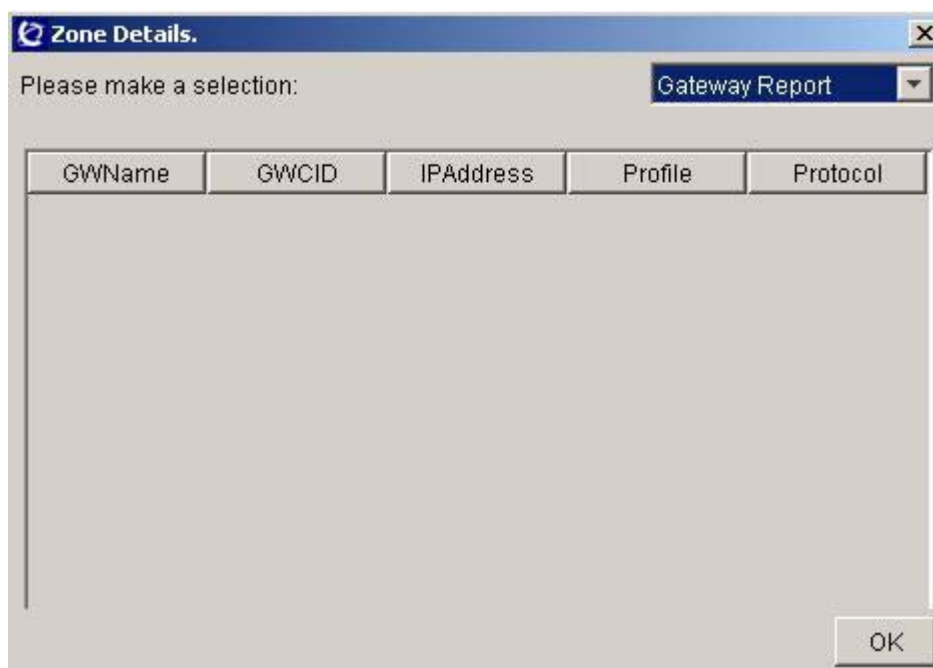 Zone Details.
Please make a selection: Gateway Report
GWName GWCID IPAddress Profile Protocol
OK